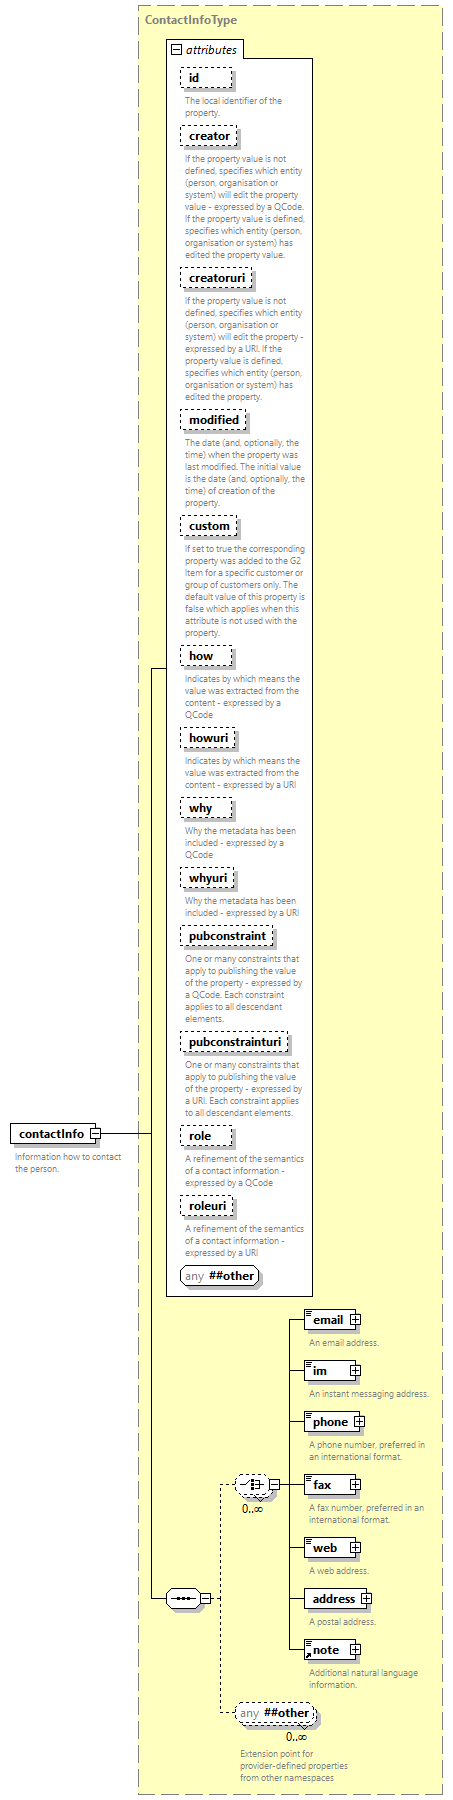 ContactInfoType
attributes
id
The local identifier of the
property.
creator
If the property value is not
defined, specifies which entity
(person, organisation or
system) will edit the property
value - expressed by a QCode.
If the property value is defined,
specifies which entity (person,
organisation or system) has
edited the property value.
creatoruri
If the property value is not
defined, specifies which entity
(person, organisation or
system) will edit the property -
expressed by a URI. If the
property value is defined,
specifies which entity (person,
organisation or system) has
edited the property.
modified
The date (and, optionally, the
time) when the property was
last modified. The initial value
is the date (and, optionally, the
time) of creation of the
property.
custom
If set to true the corresponding
property was added to the G2
Item for a specific customer or
group of customers only. The
default value of this property is
false which applies when this
attribute is not used with the
property.
how
Indicates by which means the
value was extracted from the
content - expressed by a
QCode
howuri
Indicates by which means the
value was extracted from the
content - expressed by a URI
why
Why the metadata has been
included - expressed by a
QCode
whyuri
Why the metadata has been
included - expressed by a URI
pubconstraint
One or many constraints that
apply to publishing the value
of the property - expressed by
a QCode. Each constraint
applies to all descendant
elements.
pubconstrainturi
One or many constraints that
apply to publishing the value
of the property - expressed by
a URI. Each constraint applies
to all descendant elements.
contactInfo
Information how to contact
the person.
role
A refinement of the semantics
of a contact information -
expressed by a QCode
roleuri
A refinement of the semantics
of a contact information -
expressed by a URI
any ##other
email
An email address.
im
An instant messaging address.
phone
A phone number, preferred in
an international format.
fax
A fax number, preferred in an
international format.
0..∞
web
A web address.
address
A postal address.
note
Additional natural language
information.
any ##other
0..∞
Extension point for
provider-defined properties
from other namespaces